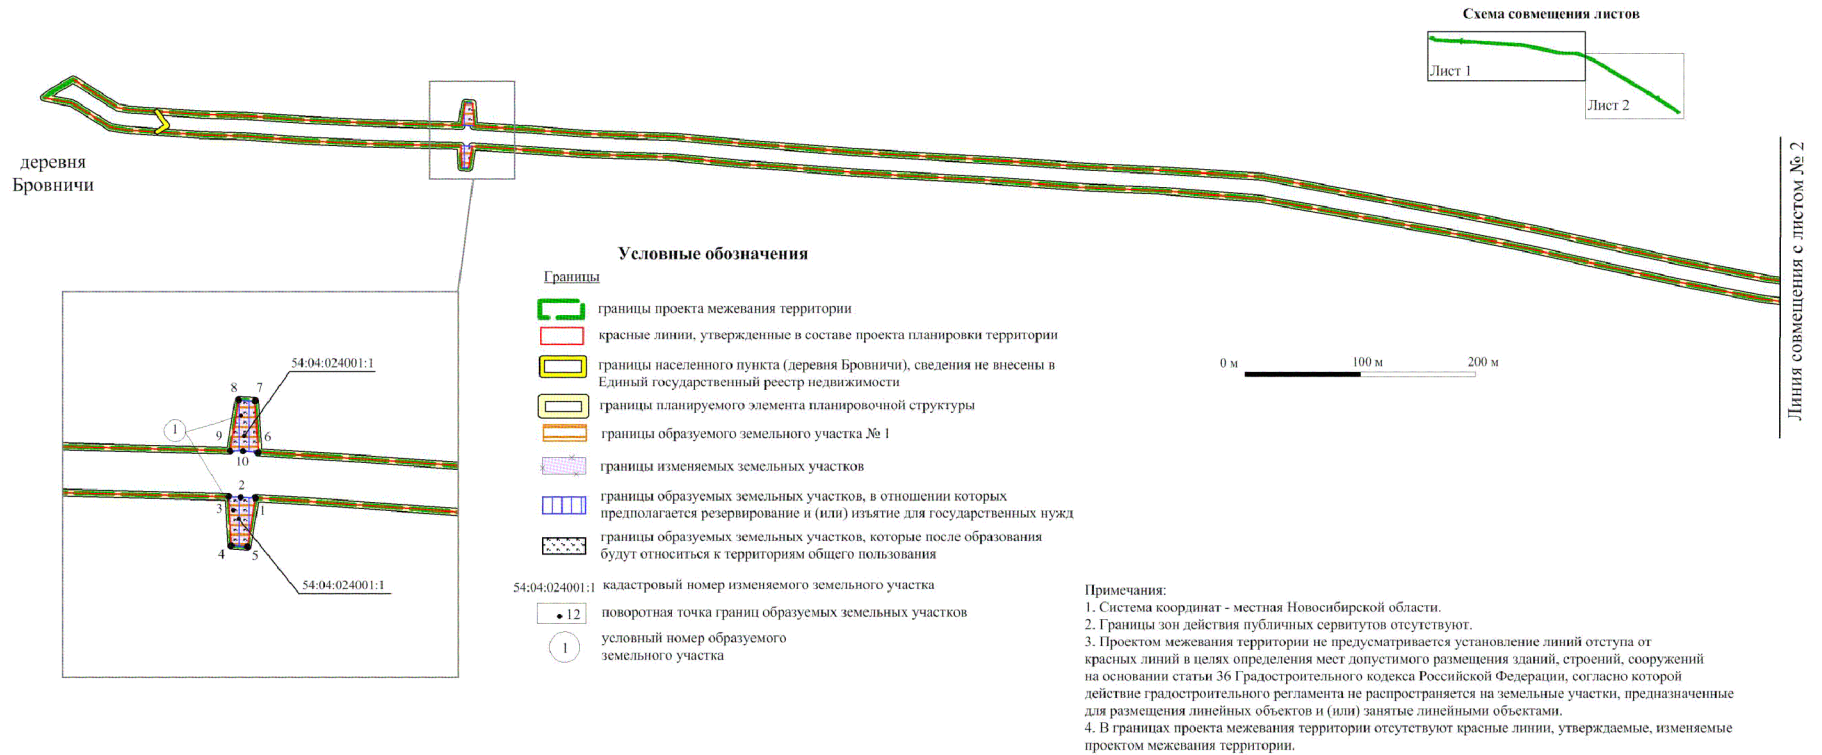 Схема совмещения листов
Лист 1
Лист 2
деревня
Бровничи
Линия совмещения с листом № 2
Условные обозначения
Границы
границы проекта межевания территории
красные линии, утвержденные в составе проекта планировки территории
границы населенного пункта (деревня Бровничи), сведения не внесены в
Единый государственный реестр недвижимости
границы планируемого элемента планировочной структуры
границы образуемого земельного участка № 1
границы изменяемых земельных участков
границы образуемых земельных участков, в отношении которых
предполагается резервирование и (или) изъятие для государственных нужд
границы образуемых земельных участков, которые после образования
будут относиться к территориям общего пользования
54:04:024001:1 кадастровый номер изменяемого земельного участка
12 поворотная точка границ образуемых земельных участков
1 условный номер образуемого
земельного участка
0 м 100 м 200 м
54:04:024001:1
8 7
1
9 6
10
2
3 1
4 5
54:04:024001:1
Примечания:
1. Система координат - местная Новосибирской области.
2. Границы зон действия публичных сервитутов отсутствуют.
3. Проектом межевания территории не предусматривается установление линий отступа от
красных линий в целях определения мест допустимого размещения зданий, строений, сооружений
на основании статьи 36 Градостроительного кодекса Российской Федерации, согласно которой
действие градостроительного регламента не распространяется на земельные участки, предназначенные
для размещения линейных объектов и (или) занятые линейными объектами.
4. В границах проекта межевания территории отсутствуют красные линии, утверждаемые, изменяемые
проектом межевания территории.